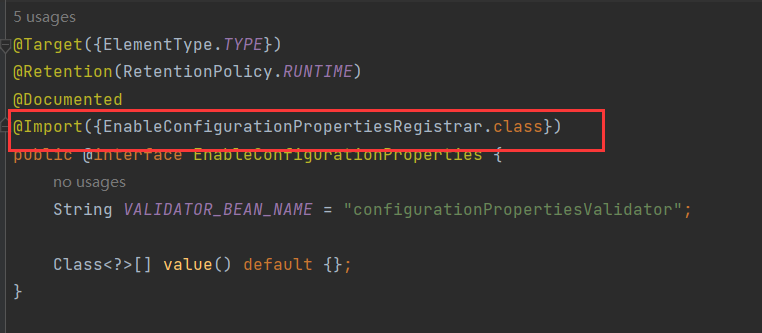 5 usages
@Target({ElementType.TYPE})
@Retention(RetentionPolicy.RUNTIME)
@Documented
@Import({EnableConfigurationPropertiesRegistrar.class})
public @interface EnableConfigurationProperties {
no usages
String VALIDATOR_BEAN_NAME = "configurationPropertiesValidator";
Class<?>[] value() default {};
}